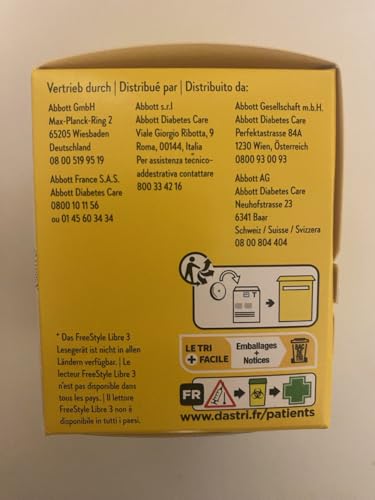 Vertrieb durch | Distribué par | Distribuito da:
Abbott GmbH
Max-Planck-Ring 2
65205 Wiesbaden
Deutschland
08 00 519 95 19
Abbott France S.A.S.
Abbott Diabetes Care
0800 10 11 56
ou 01 45 60 34 34
Abbott s.r.l
Abbott Diabetes Care
Viale Giorgio Ribotta, 9
Roma, 00144, Italia
Per assistenza tecnico-
addestrativa contattare
800 33 42 16
Abbott Gesellschaft m.b.H.
Abbott Diabetes Care
Perfektastrasse 84A
1230 Wien, Österreich
0800 93 00 93
Abbott AG
Abbott Diabetes Care
Neuhofstrasse 23
6341 Baar
Schweiz / Suisse / Svizzera
08 00 804 404
* Das FreeStyle Libre 3
Lesegerät ist nicht in allen
Ländern verfügbar. | Le
lecteur FreeStyle Libre 3
n'est pas disponible dans
tous les pays. | Il lettore
FreeStyle Libre 3 non è
disponibile in tutti i paesi.
LE TRI
+ FACILE
Emballages
+
Notices
BAC
DE
TRI
FR
www.dastri.fr/patients